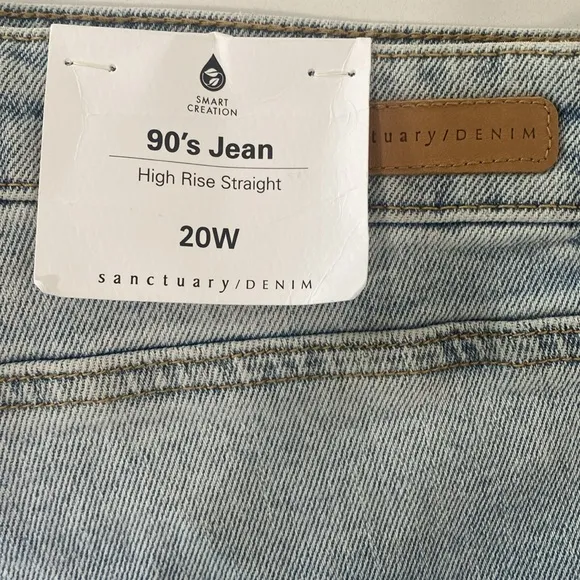 SMART
CREATION
90's Jean
High Rise Straight
20W
sanctuary/DENIM
tuary/DENIM